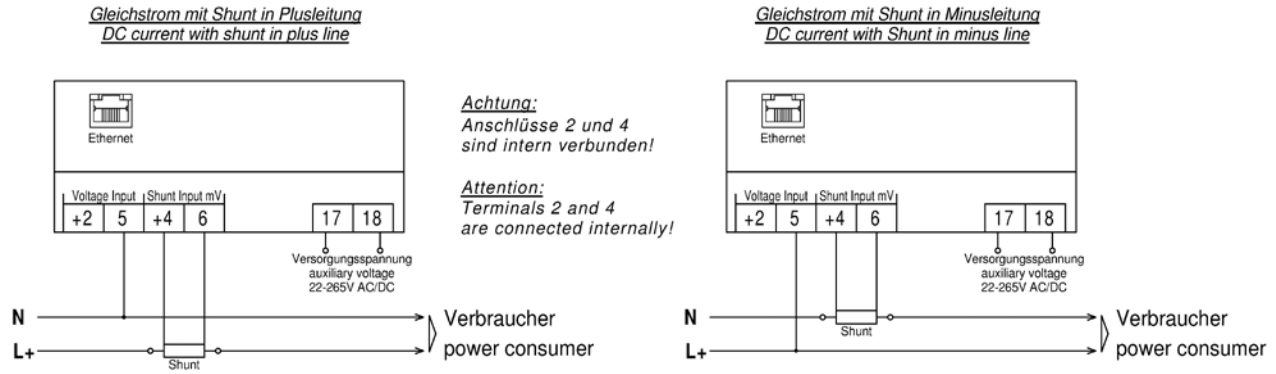 Gleichstrom mit Shunt in Plusleitung
DC current with shunt in plus line
Ethernet
Voltage Input Shunt Input mV
+2 5 +4 6 17 18
Versorgungsspannung
auxiliary voltage
22-265V AC/DC
N
L+
Shunt
Verbraucher
power consumer
Achtung:
Anschlüsse 2 und 4
sind intern verbunden!
Attention:
Terminals 2 and 4
are connected internally!
Gleichstrom mit Shunt in Minusleitung
DC current with Shunt in minus line
Ethernet
Voltage Input Shunt Input mV
+2 5 +4 6 17 18
Versorgungsspannung
auxiliary voltage
22-265V AC/DC
N
Shunt
L+
Verbraucher
power consumer